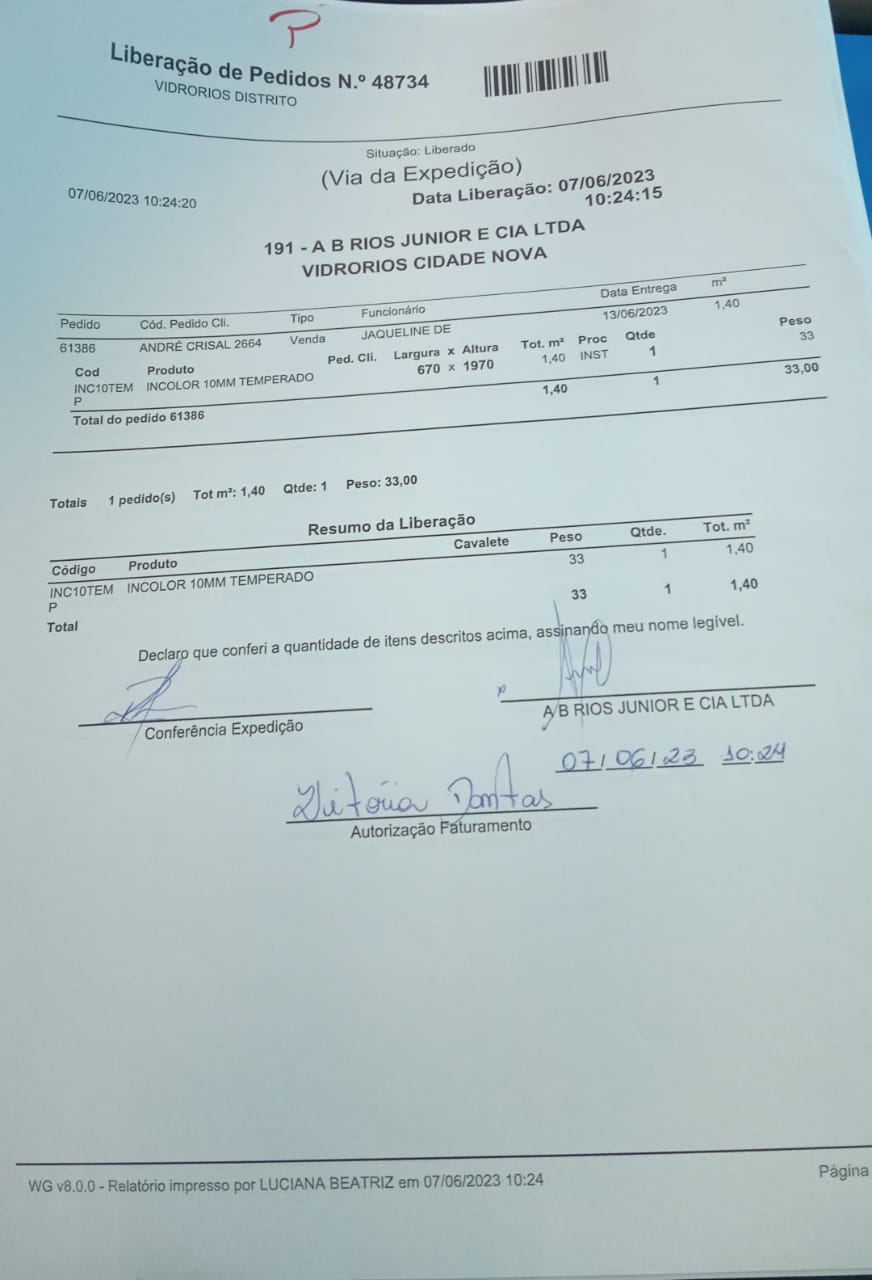 P
Liberação de Pedidos N.º 48734
VIDRORIOS DISTRITO
Situação: Liberado
(Via da Expedição)
07/06/2023 10:24:20
Data Liberação: 07/06/2023
10:24:15
191 - A B RIOS JUNIOR E CIA LTDA
VIDRORIOS CIDADE NOVA
Pedido Cód. Pedido Cli. Tipo Funcionário Data Entrega m²
61386 ANDRÉ CRISAL 2664 Venda JAQUELINE DE 13/06/2023 1,40
Cod Produto Ped. Cli. Largura x Altura Tot. m² Proc Qtde Peso
INC10TEM INCOLOR 10MM TEMPERADO 670 x 1970 1,40 INST 1 33
P
Total do pedido 61386 1,40 1 33,00
Totais 1 pedido(s) Tot m²: 1,40 Qtde: 1 Peso: 33,00
Resumo da Liberação
Código Produto Cavalete Peso Qtde. Tot. m²
INC10TEM INCOLOR 10MM TEMPERADO 33 1 1,40
P
Total 33 1 1,40
Declaro que conferi a quantidade de itens descritos acima, assinando meu nome legível.
Conferência Expedição
A B RIOS JUNIOR E CIA LTDA
07/06/23 10:24
Vitória Dantas
Autorização Faturamento
WG v8.0.0 - Relatório impresso por LUCIANA BEATRIZ em 07/06/2023 10:24
Página